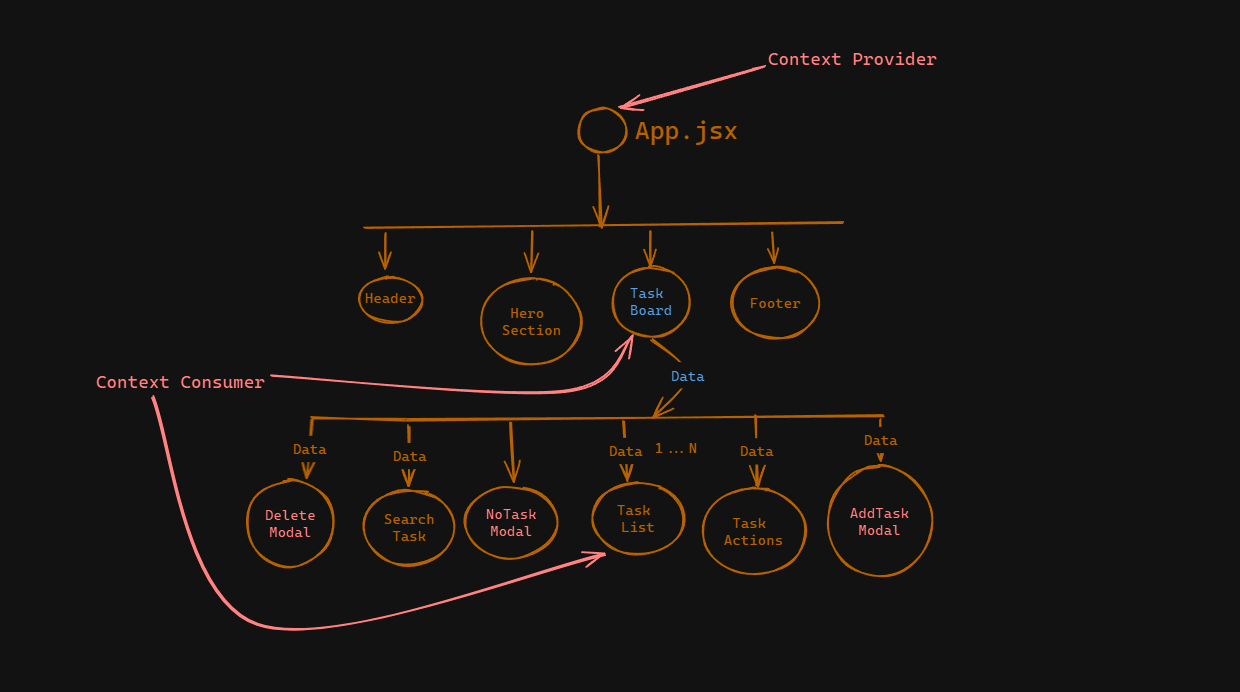 Context Provider
App.jsx
Header
Hero
Section
Task
Board
Footer
Data
Context Consumer
Data
Data
Data
1 ... N
Data
Data
Delete
Modal
Search
Task
NoTask
Modal
Task
List
Task
Actions
AddTask
Modal